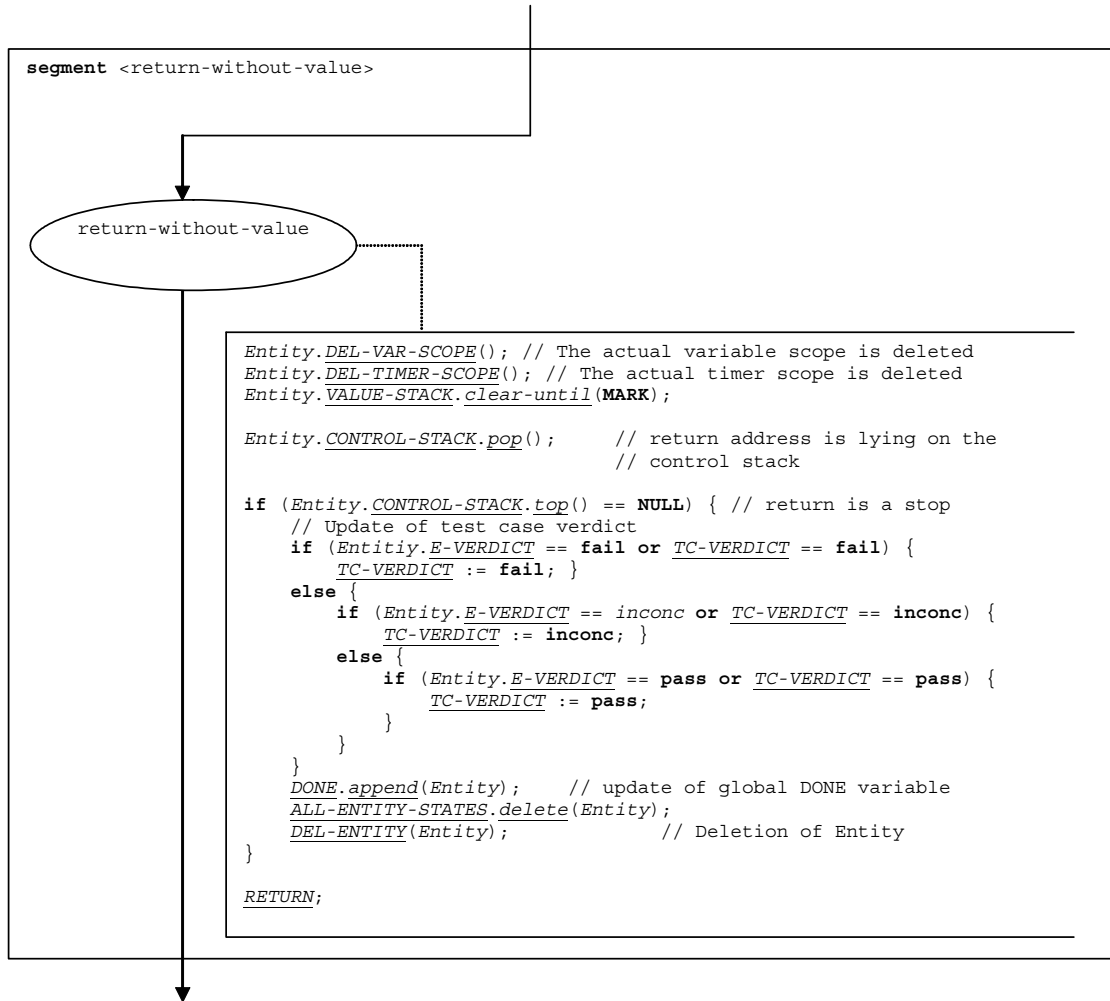 segment <return-without-value>
return-without-value
Entity.DEL-VAR-SCOPE(); // The actual variable scope is deleted
Entity.DEL-TIMER-SCOPE(); // The actual timer scope is deleted
Entity.VALUE-STACK.clear-until(MARK);
Entity.CONTROL-STACK.pop(); // return address is lying on the
// control stack
if (Entity.CONTROL-STACK.top() == NULL) { // return is a stop
// Update of test case verdict
if (Entitiy.E-VERDICT == fail or TC-VERDICT == fail) {
TC-VERDICT := fail; }
else {
if (Entity.E-VERDICT == inconc or TC-VERDICT == inconc) {
TC-VERDICT := inconc; }
else {
if (Entity.E-VERDICT == pass or TC-VERDICT == pass) {
TC-VERDICT := pass;
}
}
}
DONE.append(Entity); // update of global DONE variable
ALL-ENTITY-STATES.delete(Entity);
DEL-ENTITY(Entity); // Deletion of Entity
}
RETURN;